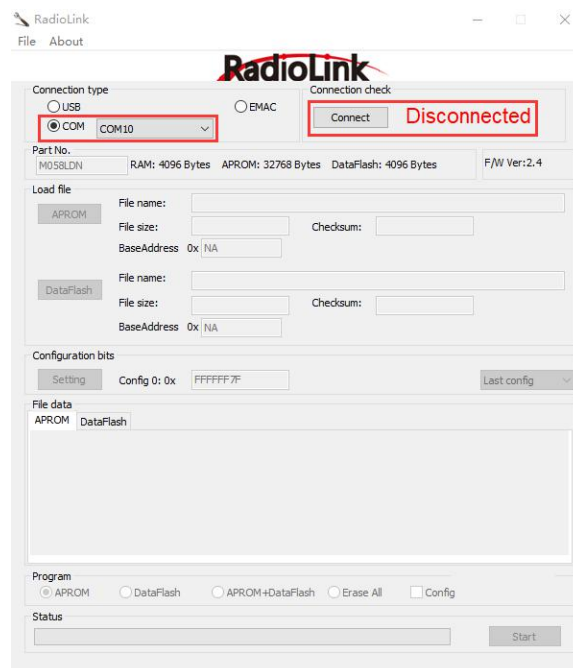 RadioLink
File About
RadioLink
Connection type
USB
EMAC
COM COM10
Connection check
Connect Disconnected
Part No.
M058LDN RAM: 4096 Bytes APROM: 32768 Bytes DataFlash: 4096 Bytes F/W Ver:2.4
Load file
APROM
File name:
File size: Checksum:
BaseAddress 0x NA
DataFlash
File name:
File size: Checksum:
BaseAddress 0x NA
Configuration bits
Setting Config 0: 0x FFFFFF7F Last config
File data
APROM DataFlash
Program
APROM DataFlash APROM+DataFlash Erase All Config
Status
Start